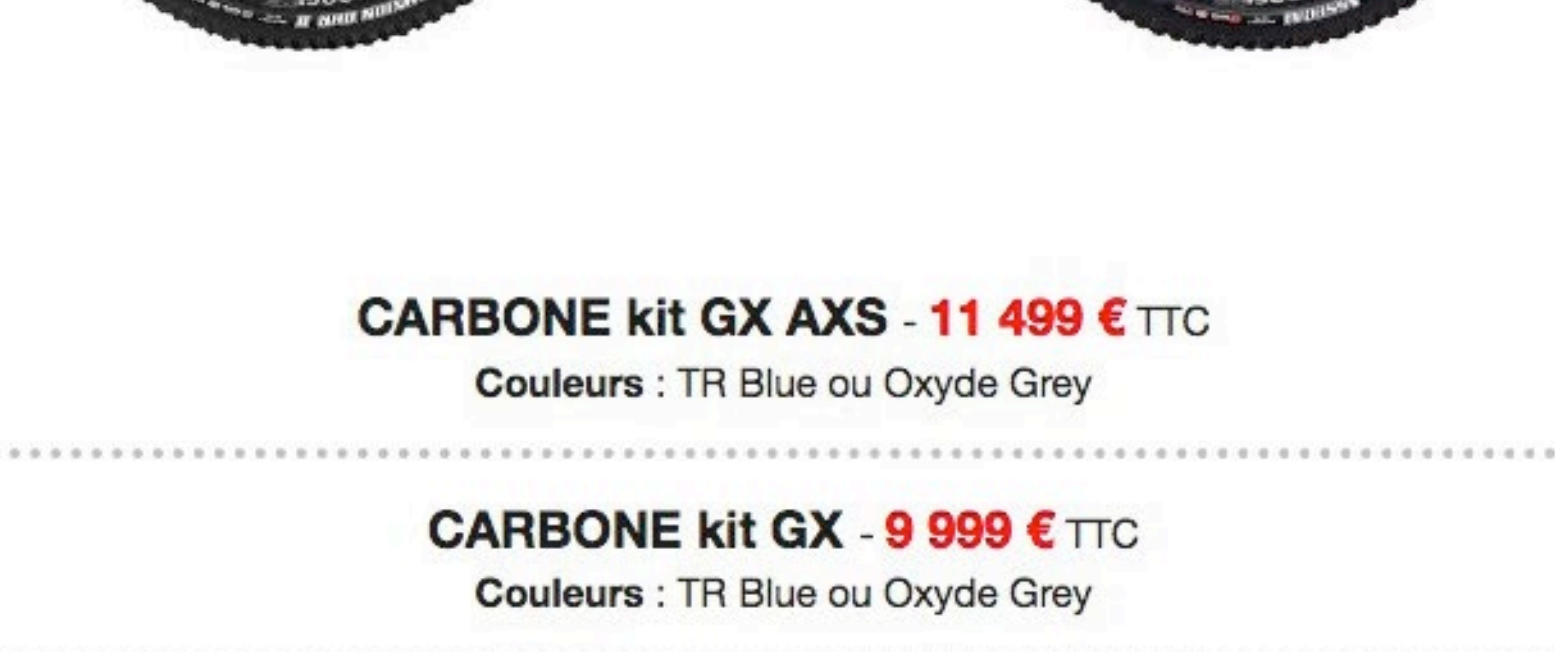 CARBONE kit GX AXS - 11 499 € TTC
Couleurs : TR Blue ou Oxyde Grey
CARBONE kit GX - 9 999 € TTC
Couleurs : TR Blue ou Oxyde Grey